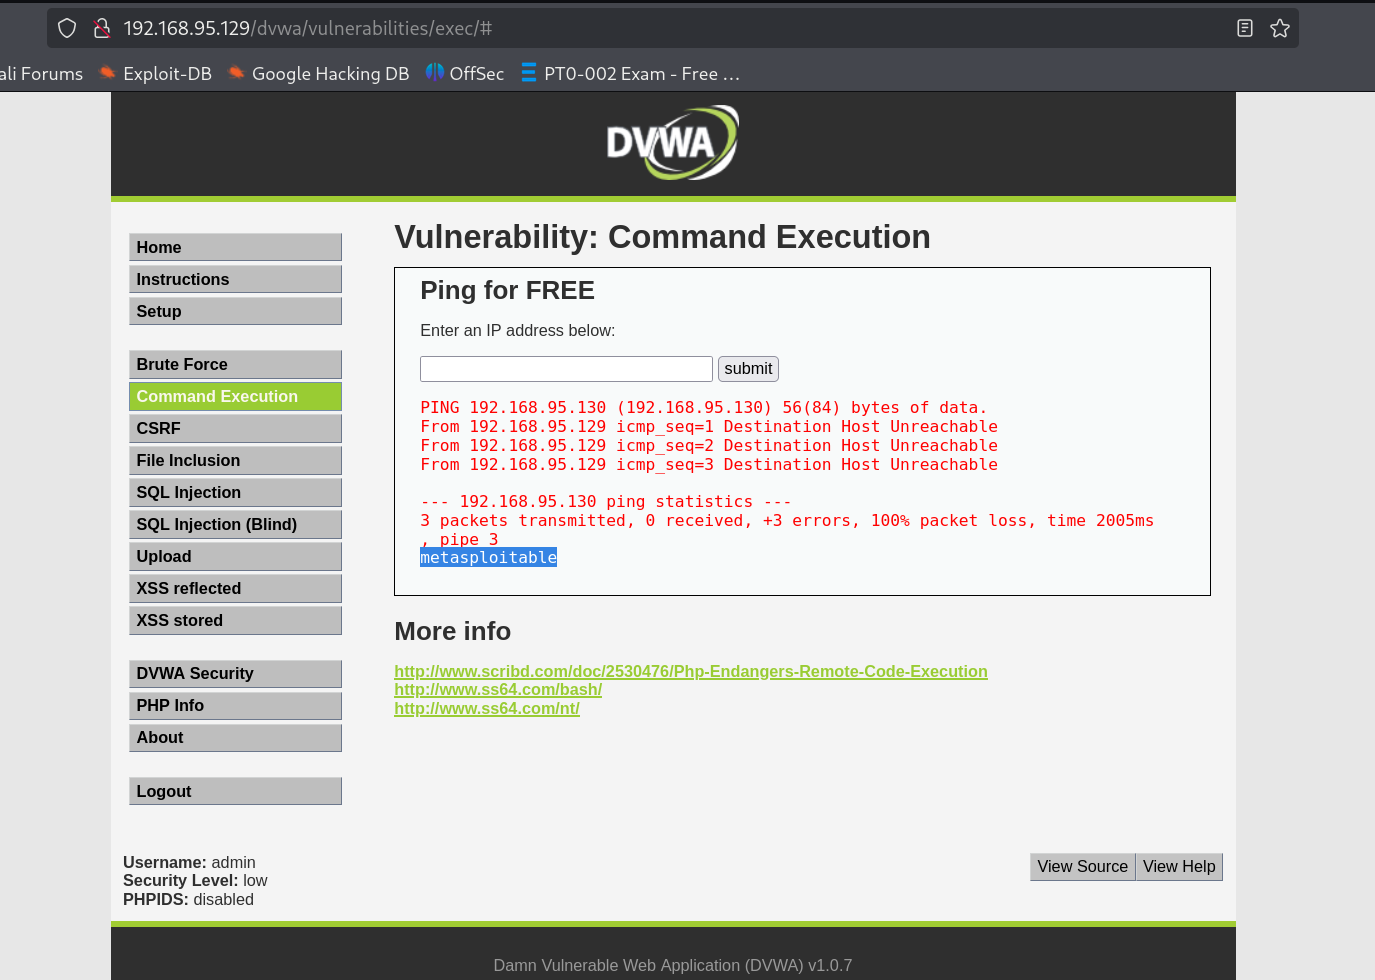 192.168.95.129/dvwa/vulnerabilities/exec/#
ali Forums Exploit-DB Google Hacking DB OffSec PT0-002 Exam - Free …
DVWA
Home
Instructions
Setup
Brute Force
Command Execution
CSRF
File Inclusion
SQL Injection
SQL Injection (Blind)
Upload
XSS reflected
XSS stored
DVWA Security
PHP Info
About
Logout
Vulnerability: Command Execution
Ping for FREE
Enter an IP address below:
submit
PING 192.168.95.130 (192.168.95.130) 56(84) bytes of data.
From 192.168.95.129 icmp_seq=1 Destination Host Unreachable
From 192.168.95.129 icmp_seq=2 Destination Host Unreachable
From 192.168.95.129 icmp_seq=3 Destination Host Unreachable
--- 192.168.95.130 ping statistics ---
3 packets transmitted, 0 received, +3 errors, 100% packet loss, time 2005ms
, pipe 3
metasploitable
More info
http://www.scribd.com/doc/2530476/Php-Endangers-Remote-Code-Execution
http://www.ss64.com/bash/
http://www.ss64.com/nt/
Username: admin
Security Level: low
PHPIDS: disabled
View Source View Help
Damn Vulnerable Web Application (DVWA) v1.0.7